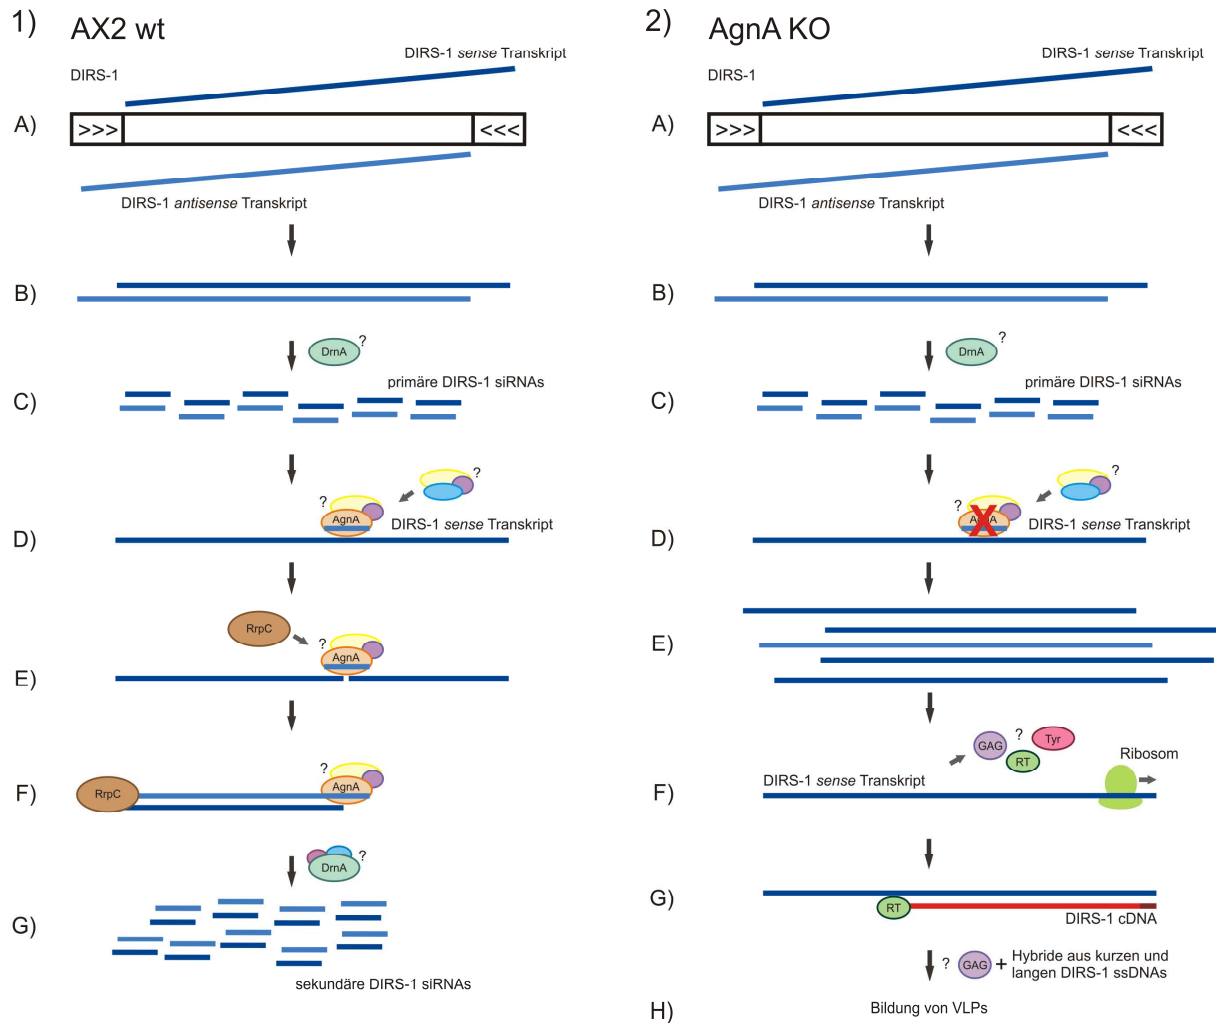 1) AX2 wt
DIRS-1 sense Transkript
DIRS-1
A)
>>> <<<
DIRS-1 antisense Transkript
B)
DrnA ?
primäre DIRS-1 siRNAs
C)
?
? AgnA
DIRS-1 sense Transkript
D)
RrpC
? AgnA
E)
? AgnA
RrpC
F)
DrnA ?
G)
sekundäre DIRS-1 siRNAs
2) AgnA KO
DIRS-1 sense Transkript
DIRS-1
A)
>>> <<<
DIRS-1 antisense Transkript
B)
DrnA ?
primäre DIRS-1 siRNAs
C)
?
? AgnA X
DIRS-1 sense Transkript
D)
E)
GAG ? Tyr
RT
Ribosom
DIRS-1 sense Transkript
F)
G)
RT
DIRS-1 cDNA
? GAG + Hybride aus kurzen und
langen DIRS-1 ssDNAs
H)
Bildung von VLPs